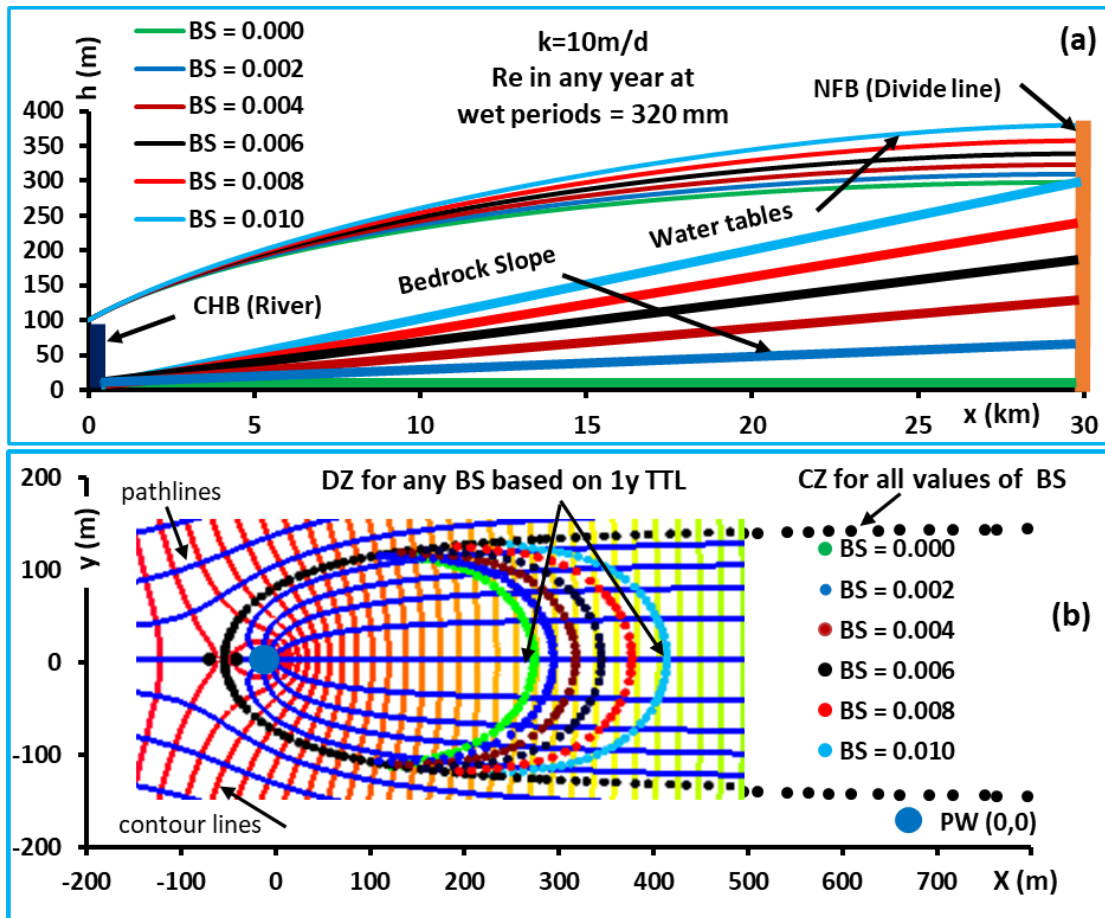 BS = 0.000
BS = 0.002
BS = 0.004
BS = 0.006
BS = 0.008
BS = 0.010
k=10m/d
Re in any year at
wet periods = 320 mm
(a)
NFB (Divide line)
h (m)
400
350
300
250
200
150
100
50
0
Water tables
Bedrock Slope
CHB (River)
0
5
10
15
20
25
30
x (km)
200
100
0
-100
-200
y (m)
pathlines
DZ for any BS based on 1y TTL
CZ for all values of BS
BS = 0.000
BS = 0.002
BS = 0.004
BS = 0.006
BS = 0.008
BS = 0.010
(b)
contour lines
PW (0,0)
-200
-100
0
100
200
300
400
500
600
700
X (m)